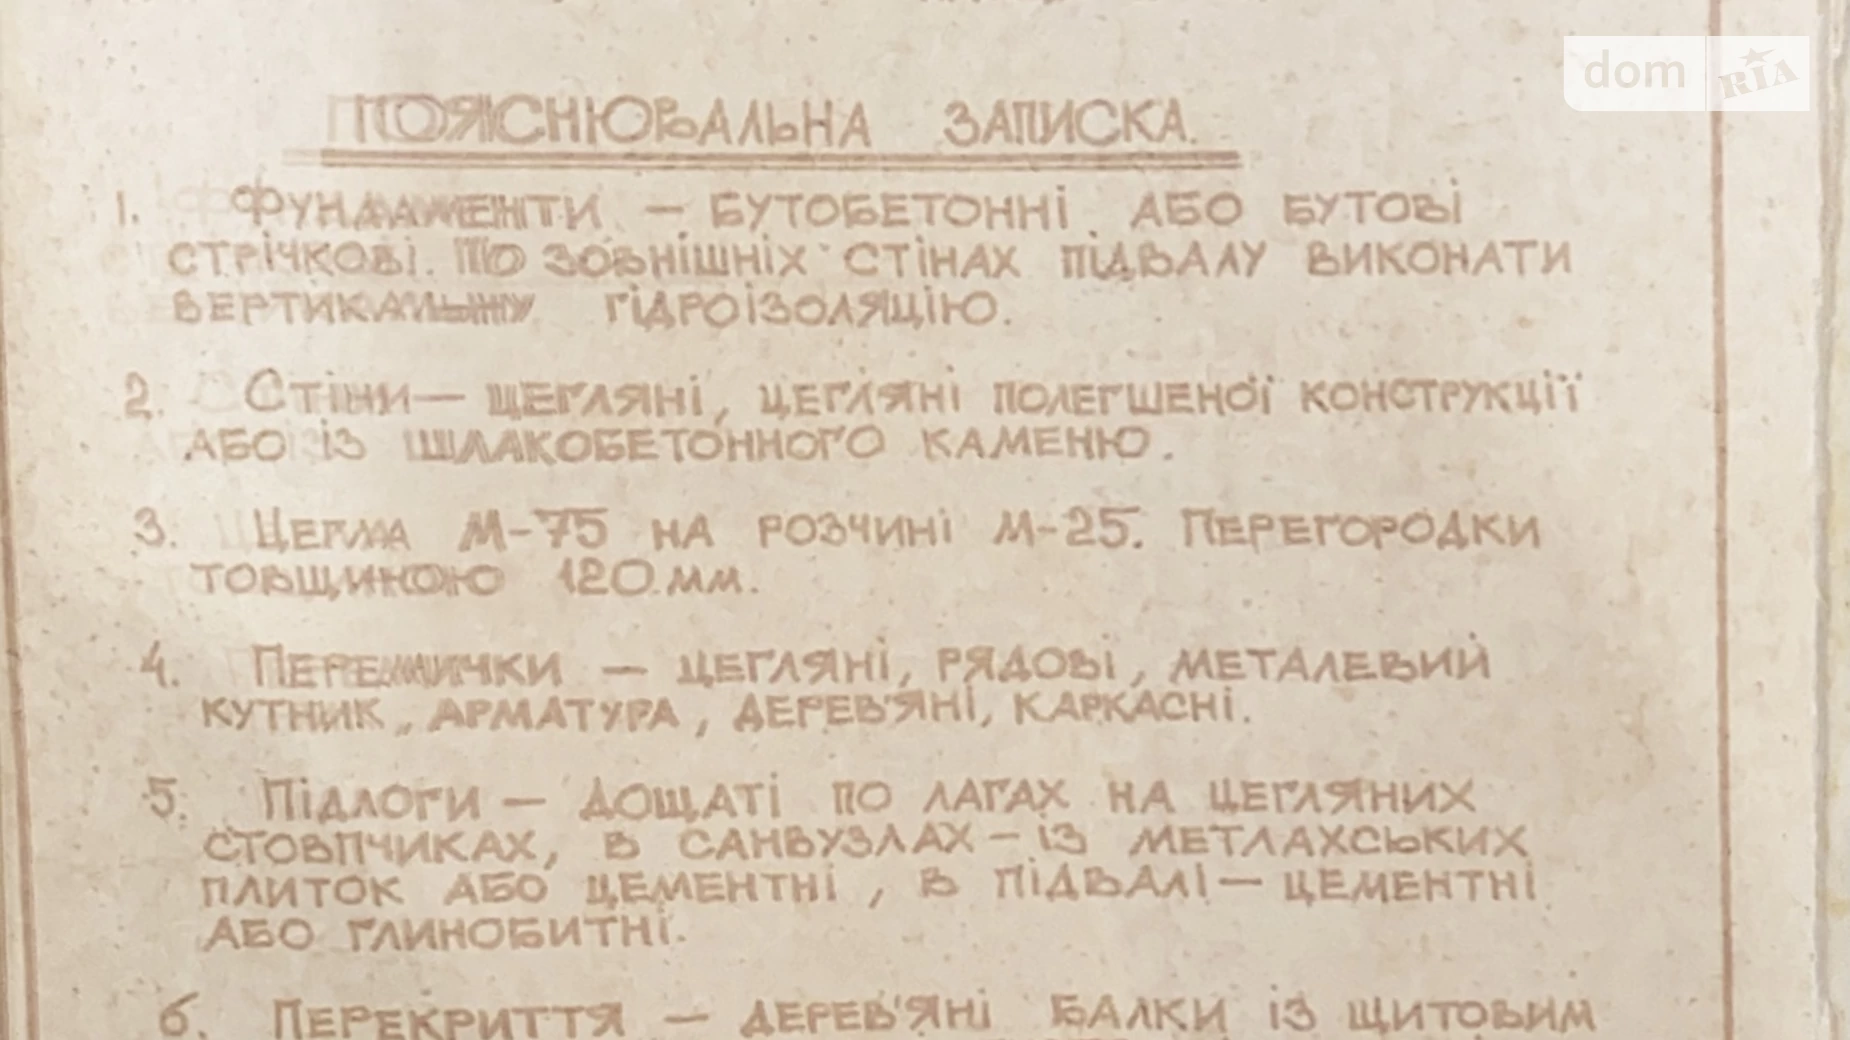 dom RIA
ПОЯСНЮВАЛЬНА ЗАПИСКА.
1. ФУНДАМЕНТИ – БУТОБЕТОННІ АБО БУТОВІ
СТРІЧКОВІ. ПО ЗОВНІШНІХ СТІНАХ ПІДВАЛУ ВИКОНАТИ
ВЕРТИКАЛЬНУ ГІДРОІЗОЛЯЦІЮ.
2. СТІНИ – ЦЕГЛЯНІ, ЦЕГЛЯНІ ПОЛЕГШЕНОЇ КОНСТРУКЦІЇ
АБО ІЗ ШЛАКОБЕТОННОГО КАМЕНЮ.
3. ЦЕГЛА М-75 НА РОЗЧИНІ М-25. ПЕРЕГОРОДКИ
ТОВЩИНОЮ 120 ММ.
4. ПЕРЕМИЧКИ – ЦЕГЛЯНІ, РЯДОВІ, МЕТАЛЕВИЙ
КУТНИК, АРМАТУРА, ДЕРЕВ'ЯНІ, КАРКАСНІ.
5. ПІДЛОГИ – ДОЩАТІ ПО ЛАГАХ НА ЦЕГЛЯНИХ
СТОВПЧИКАХ, В САНВУЗЛАХ – ІЗ МЕТЛАХСЬКИХ
ПЛИТОК АБО ЦЕМЕНТНІ, В ПІДВАЛІ – ЦЕМЕНТНІ
АБО ГЛИНОБИТНІ.
6. ПЕРЕКРИТТЯ – ДЕРЕВ'ЯНІ БАЛКИ ІЗ ЩИТОВИМ